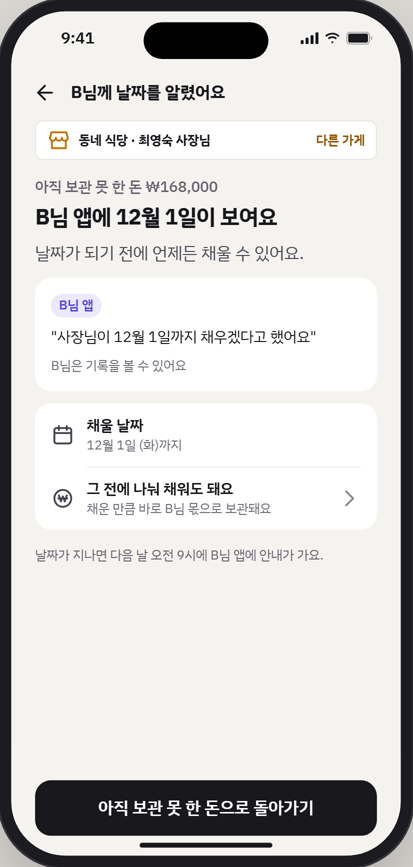 9:41
B님께 날짜를 알렸어요
동네 식당 · 최영숙 사장님
다른 가게
아직 보관 못 한 돈 ₩168,000
B님 앱에 12월 1일이 보여요
날짜가 되기 전에 언제든 채울 수 있어요.
B님 앱
"사장님이 12월 1일까지 채우겠다고 했어요"
B님은 기록을 볼 수 있어요
채울 날짜
12월 1일 (화)까지
그 전에 나눠 채워도 돼요
채운 만큼 바로 B님 몫으로 보관돼요
날짜가 지나면 다음 날 오전 9시에 B님 앱에 안내가 가요.
아직 보관 못 한 돈으로 돌아가기